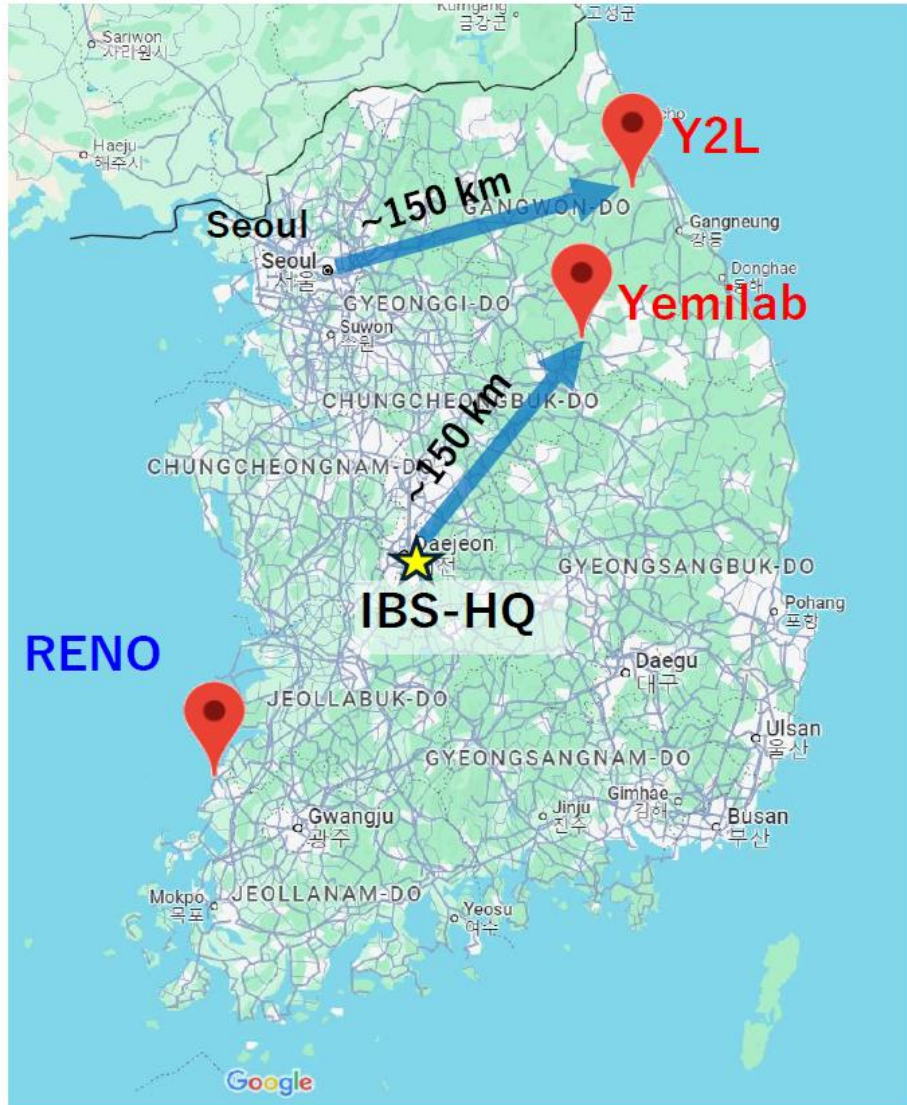 Kumgang
금강군
고성군
Sariwon
사리원시
Haeju
해주시
Y2L
~150 km
GANGWON-DO
Seoul
Seoul
서울
Gangneung
강릉
Donghae
동해
GYEONGGI-DO
Yemilab
Suwon
수원
CHUNGCHEONGBUK-DO
~150 km
CHUNGCHEONGNAM-DO
Daejeon
GYEONGSANGBUK-DO
IBS-HQ
Pohang
포항
RENO
Daegu
대구
JEOLLABUK-DO
Ulsan
울산
GYEONGSANGNAM-DO
Gimhae
김해
Jinju
진주
Busan
부산
Gwangju
광주
Mokpo
목포
JEOLLANAM-DO
Yeosu
여수
Google